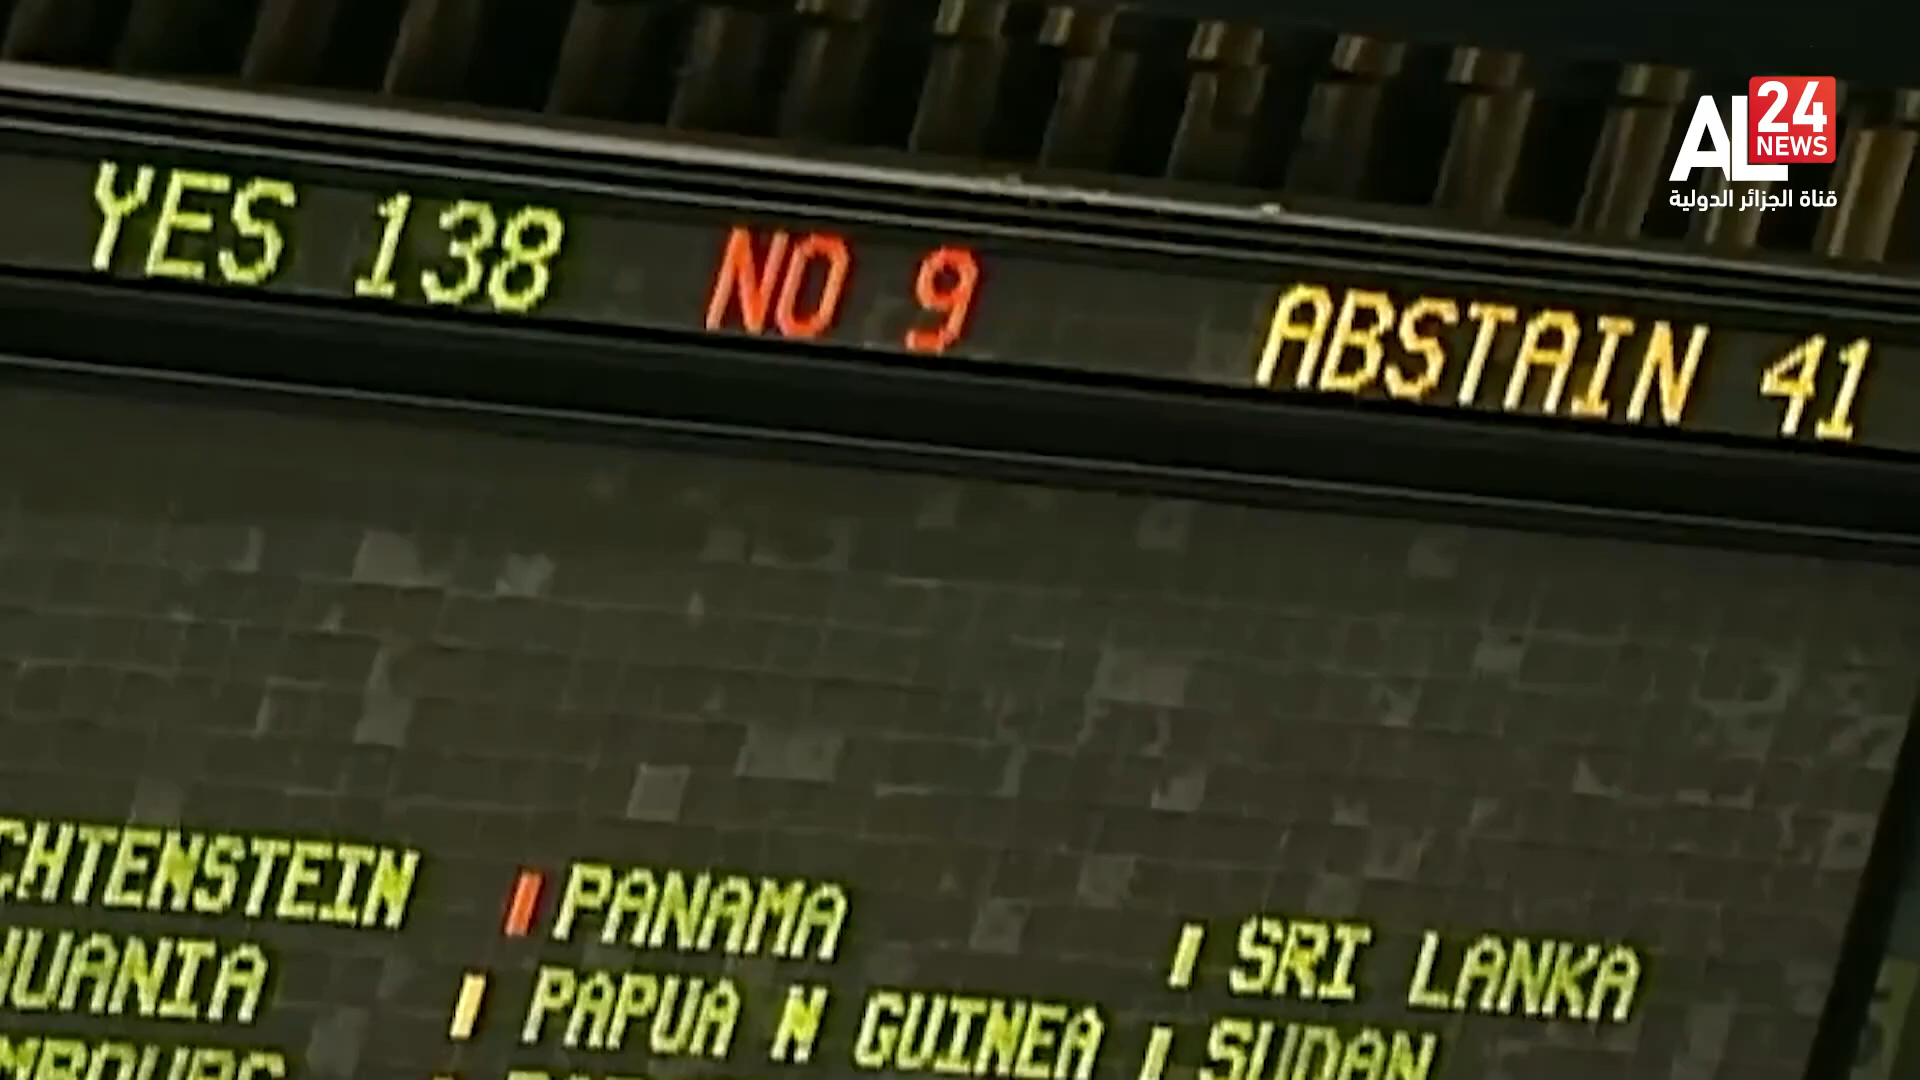 AL 24
NEWS
قناة الجزائر الدولية
YES 138 NO 9 ABSTAIN 41
CHTENSTEIN PANAMA SRI LANKA
HUANIA PAPUA N GUINEA SUDAN
MBOURG